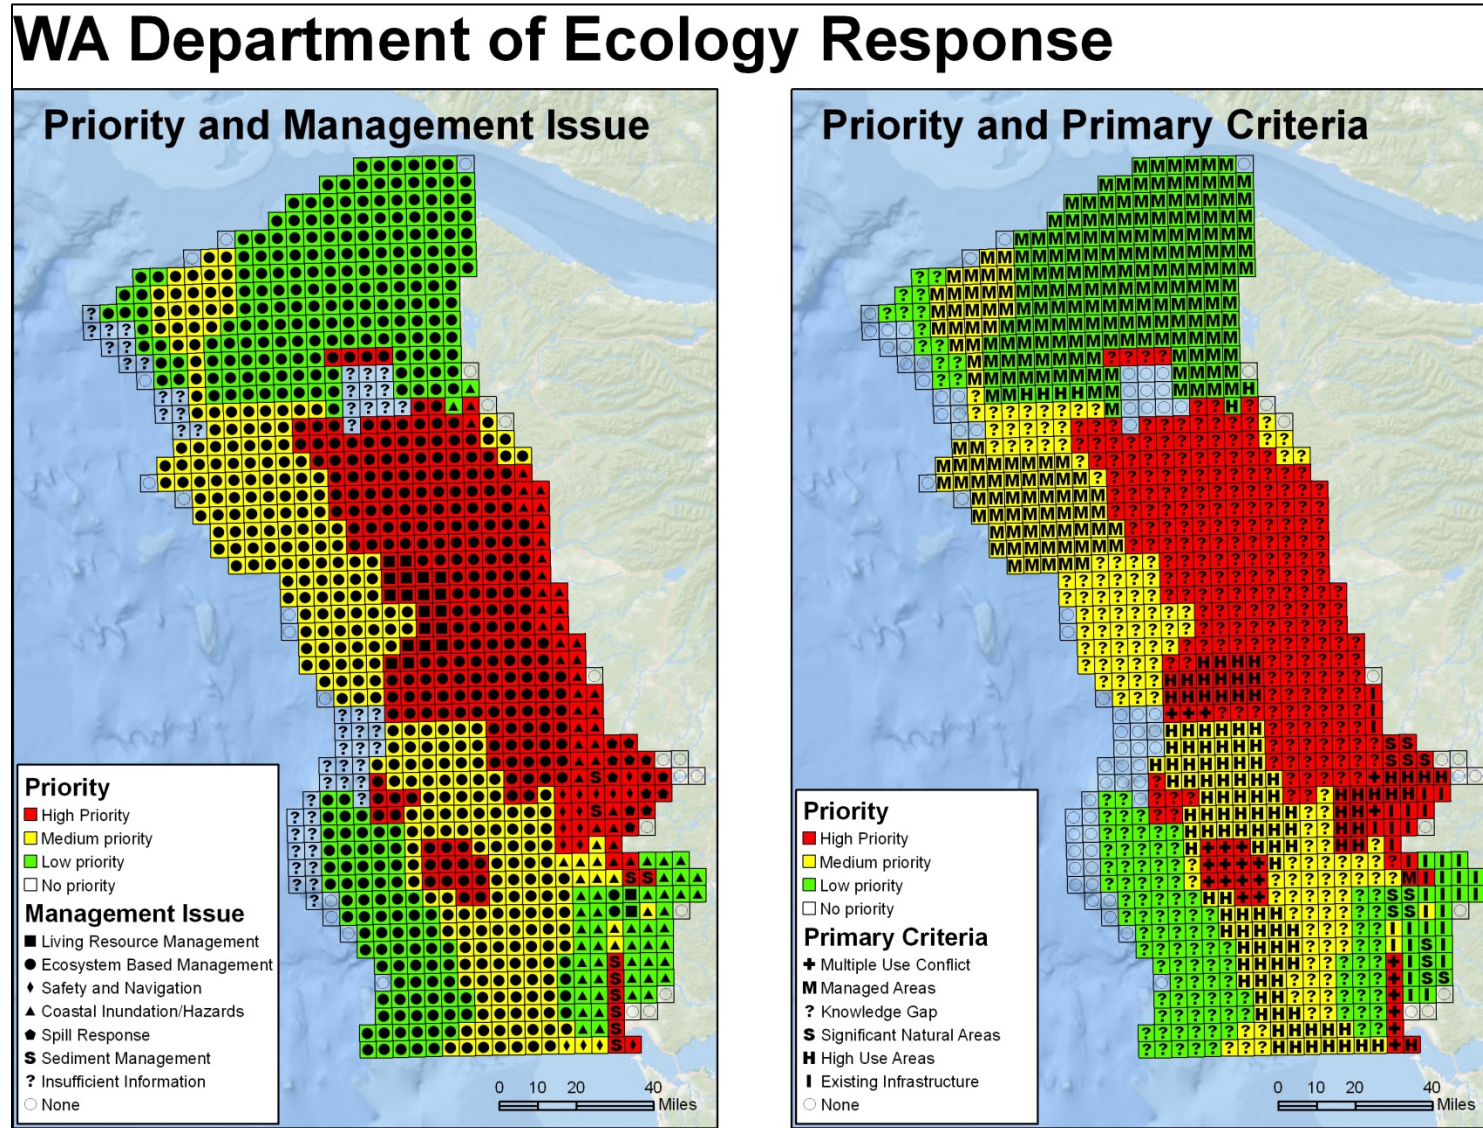 WA Department of Ecology Response
Priority and Management Issue
Priority
High Priority
Medium priority
Low priority
No priority
Management Issue
Living Resource Management
Ecosystem Based Management
Safety and Navigation
Coastal Inundation/Hazards
Spill Response
S Sediment Management
? Insufficient Information
None
0 10 20 40
Miles
Priority and Primary Criteria
Priority
High Priority
Medium priority
Low priority
No priority
Primary Criteria
+ Multiple Use Conflict
M Managed Areas
? Knowledge Gap
S Significant Natural Areas
H High Use Areas
I Existing Infrastructure
None
0 10 20 40
Miles